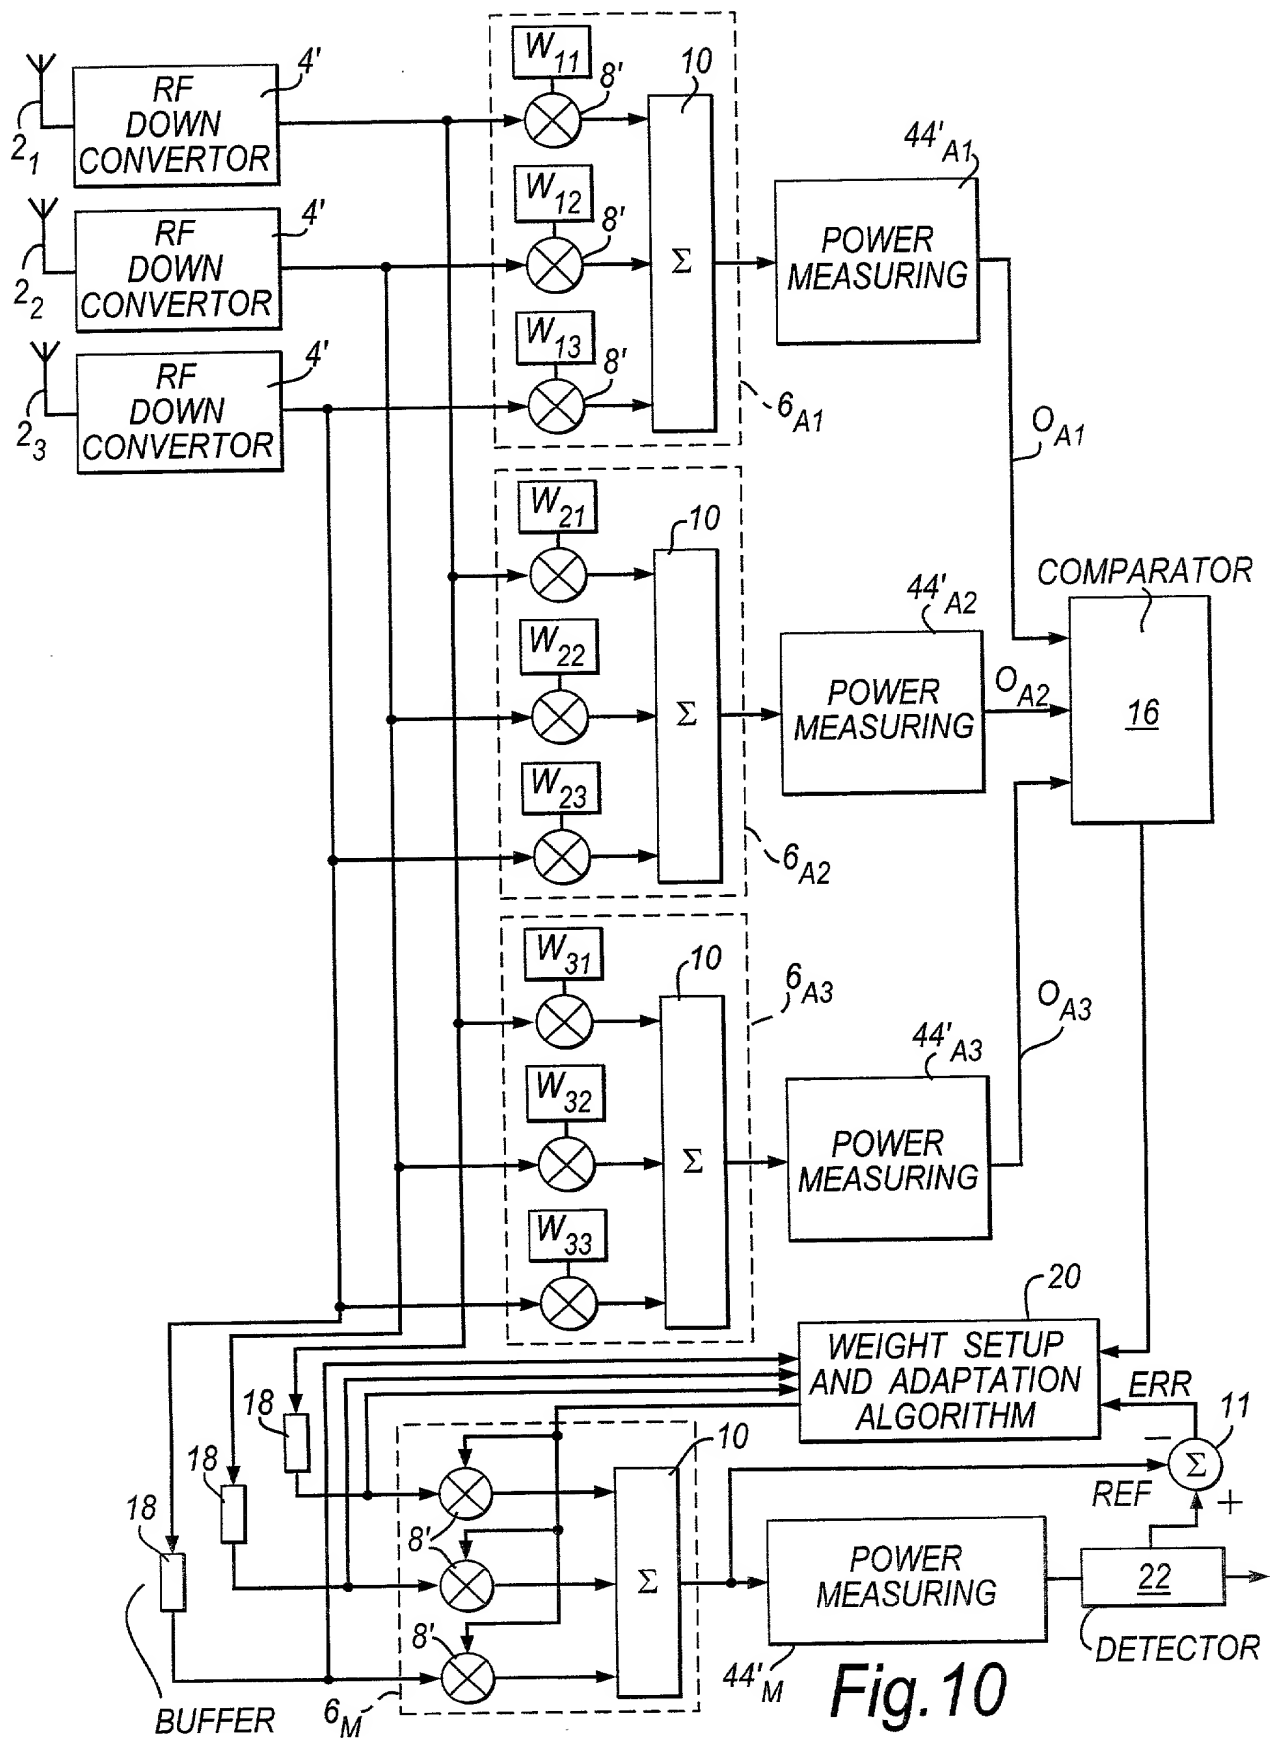 W11
10
4'
RF
DOWN
CONVERTOR
8'
44'A1
21
W12
4'
RF
DOWN
CONVERTOR
8'
Σ
POWER
MEASURING
22
W13
4'
RF
DOWN
CONVERTOR
8'
6A1
OA1
23
W21
10
COMPARATOR
44'A2
W22
OA2
Σ
POWER
MEASURING
16
W23
6A2
W31
10
6A3
OA3
44'A3
W32
Σ
POWER
MEASURING
W33
20
WEIGHT SETUP
AND ADAPTATION
ALGORITHM
ERR
18
10
11
−
Σ
18
REF
+
18
8'
POWER
MEASURING
Σ
22
8'
DETECTOR
BUFFER
6M
44'M
Fig.10